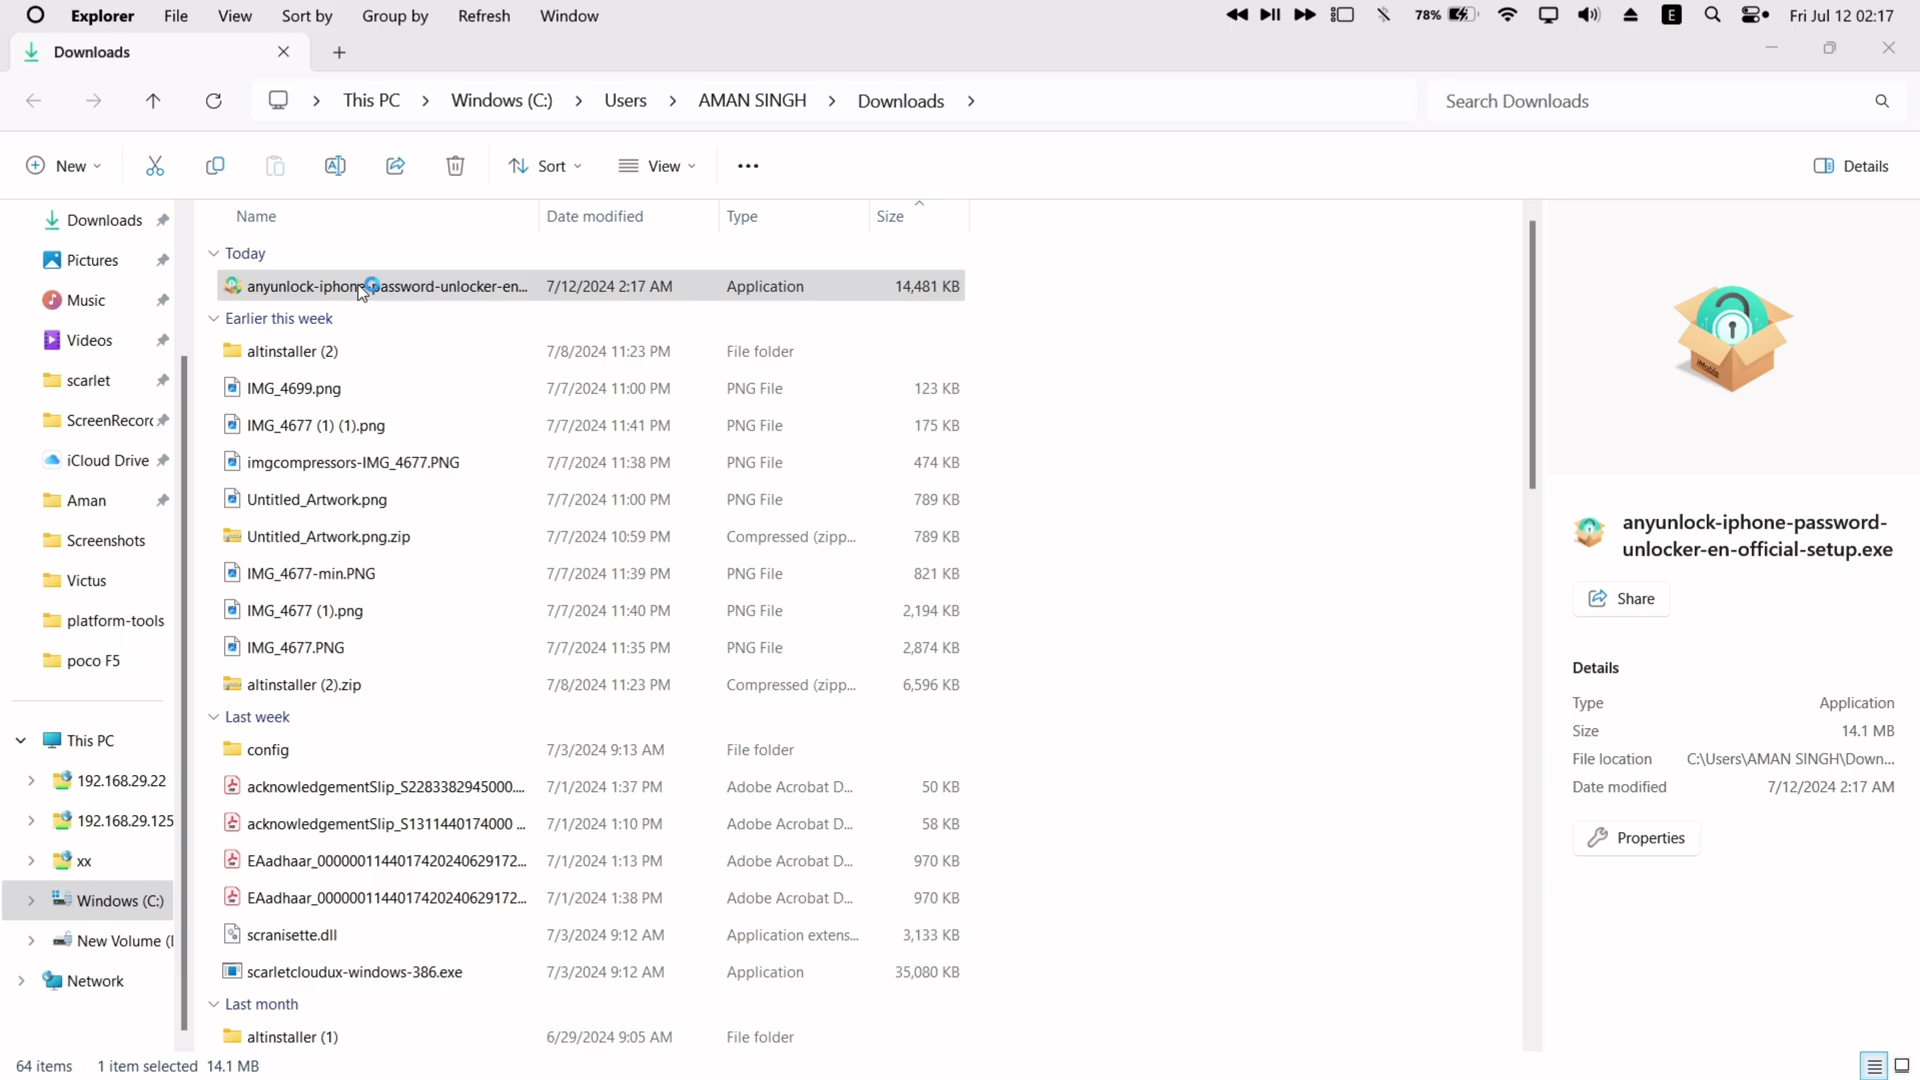 Explorer File View Sort by Group by Refresh Window 78% E Fri Jul 12 02:17
Downloads
This PC Windows (C:) Users AMAN SINGH Downloads Search Downloads
New Sort View Details
Downloads
Pictures
Music
Videos
scarlet
ScreenRecor
iCloud Drive
Aman
Screenshots
Victus
platform-tools
poco F5
This PC
192.168.29.22
192.168.29.125
xx
Windows (C:)
New Volume (
Network
Name Date modified Type Size
Today
anyunlock-iphone-password-unlocker-en... 7/12/2024 2:17 AM Application 14,481 KB
Earlier this week
altinstaller (2) 7/8/2024 11:23 PM File folder
IMG_4699.png 7/7/2024 11:00 PM PNG File 123 KB
IMG_4677 (1) (1).png 7/7/2024 11:41 PM PNG File 175 KB
imgcompressors-IMG_4677.PNG 7/7/2024 11:38 PM PNG File 474 KB
Untitled_Artwork.png 7/7/2024 11:00 PM PNG File 789 KB
Untitled_Artwork.png.zip 7/7/2024 10:59 PM Compressed (zipp... 789 KB
IMG_4677-min.PNG 7/7/2024 11:39 PM PNG File 821 KB
IMG_4677 (1).png 7/7/2024 11:40 PM PNG File 2,194 KB
IMG_4677.PNG 7/7/2024 11:35 PM PNG File 2,874 KB
altinstaller (2).zip 7/8/2024 11:23 PM Compressed (zipp... 6,596 KB
Last week
config 7/3/2024 9:13 AM File folder
acknowledgementSlip_S2283382945000.... 7/1/2024 1:37 PM Adobe Acrobat D... 50 KB
acknowledgementSlip_S1311440174000 ... 7/1/2024 1:10 PM Adobe Acrobat D... 58 KB
EAadhaar_0000001144017420240629172... 7/1/2024 1:13 PM Adobe Acrobat D... 970 KB
EAadhaar_0000001144017420240629172... 7/1/2024 1:38 PM Adobe Acrobat D... 970 KB
scranisette.dll 7/3/2024 9:12 AM Application extens... 3,133 KB
scarletcloudux-windows-386.exe 7/3/2024 9:12 AM Application 35,080 KB
Last month
altinstaller (1) 6/29/2024 9:05 AM File folder
iMobie
anyunlock-iphone-password-
unlocker-en-official-setup.exe
Share
Details
Type Application
Size 14.1 MB
File location C:\Users\AMAN SINGH\Down...
Date modified 7/12/2024 2:17 AM
Properties
64 items 1 item selected 14.1 MB